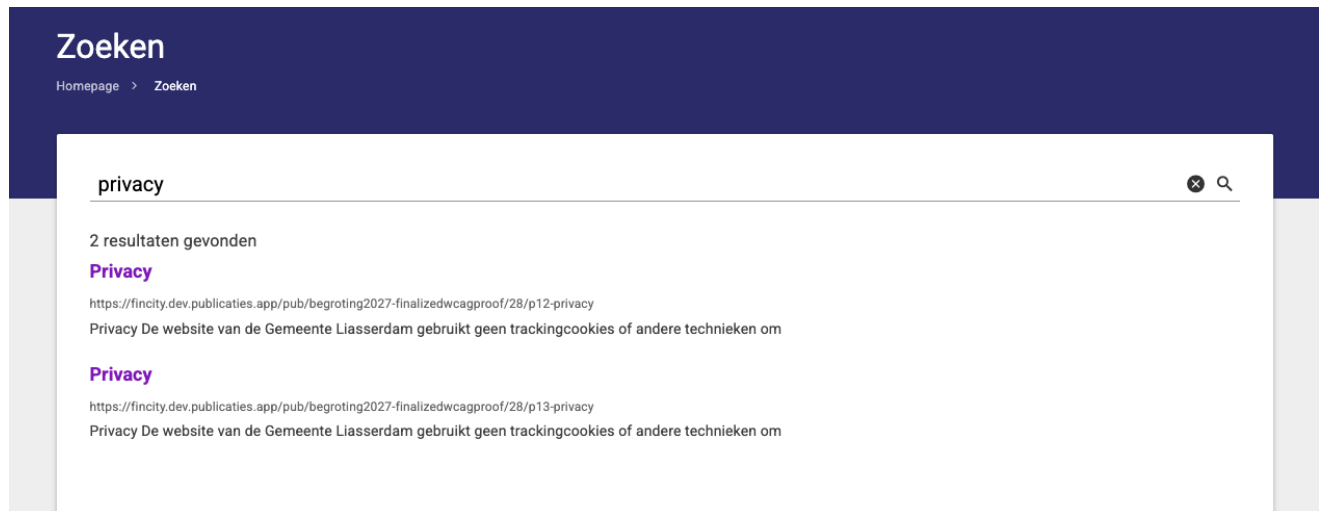 Zoeken
Homepage > Zoeken
privacy
2 resultaten gevonden
Privacy
https://fincity.dev.publicaties.app/pub/begroting2027-finalizedwcagproof/28/p12-privacy
Privacy De website van de Gemeente Liasserdam gebruikt geen trackingcookies of andere technieken om
Privacy
https://fincity.dev.publicaties.app/pub/begroting2027-finalizedwcagproof/28/p13-privacy
Privacy De website van de Gemeente Liasserdam gebruikt geen trackingcookies of andere technieken om